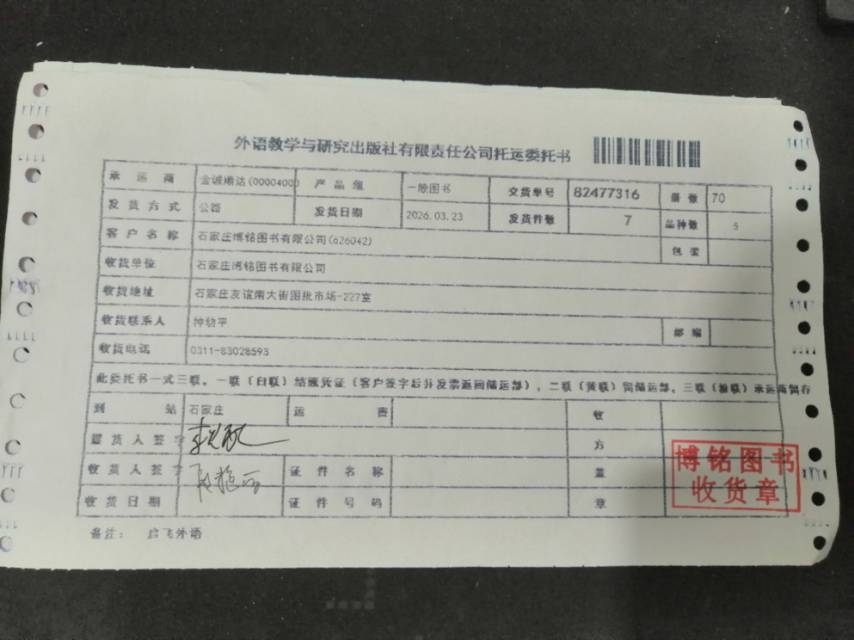 外语教学与研究出版社有限责任公司托运委托书
承运商 金诚顺达(0000400) 产品组 一般图书 交货单号 82477316 册数 70
发货方式 公路 发货日期 2026.03.23 发货件数 7 品种数 5
客户名称 石家庄博铭图书有限公司(626042) 包装
收货单位 石家庄博铭图书有限公司
收货地址 石家庄友谊南大街图批市场-227室
收货联系人 平 邮编
收货电话 0311-83028593
此委托书一式三联。一联（白联）结账凭证（客户签字后并发票返回储运部），二联（黄联）留储运部，三联（粉联）承运商留存
到站 石家庄 运费 收
提货人签字 方
收货人签字 证件名称 盖
收货日期 证件号码 章
博铭图书
收货章
备注： 启飞外语